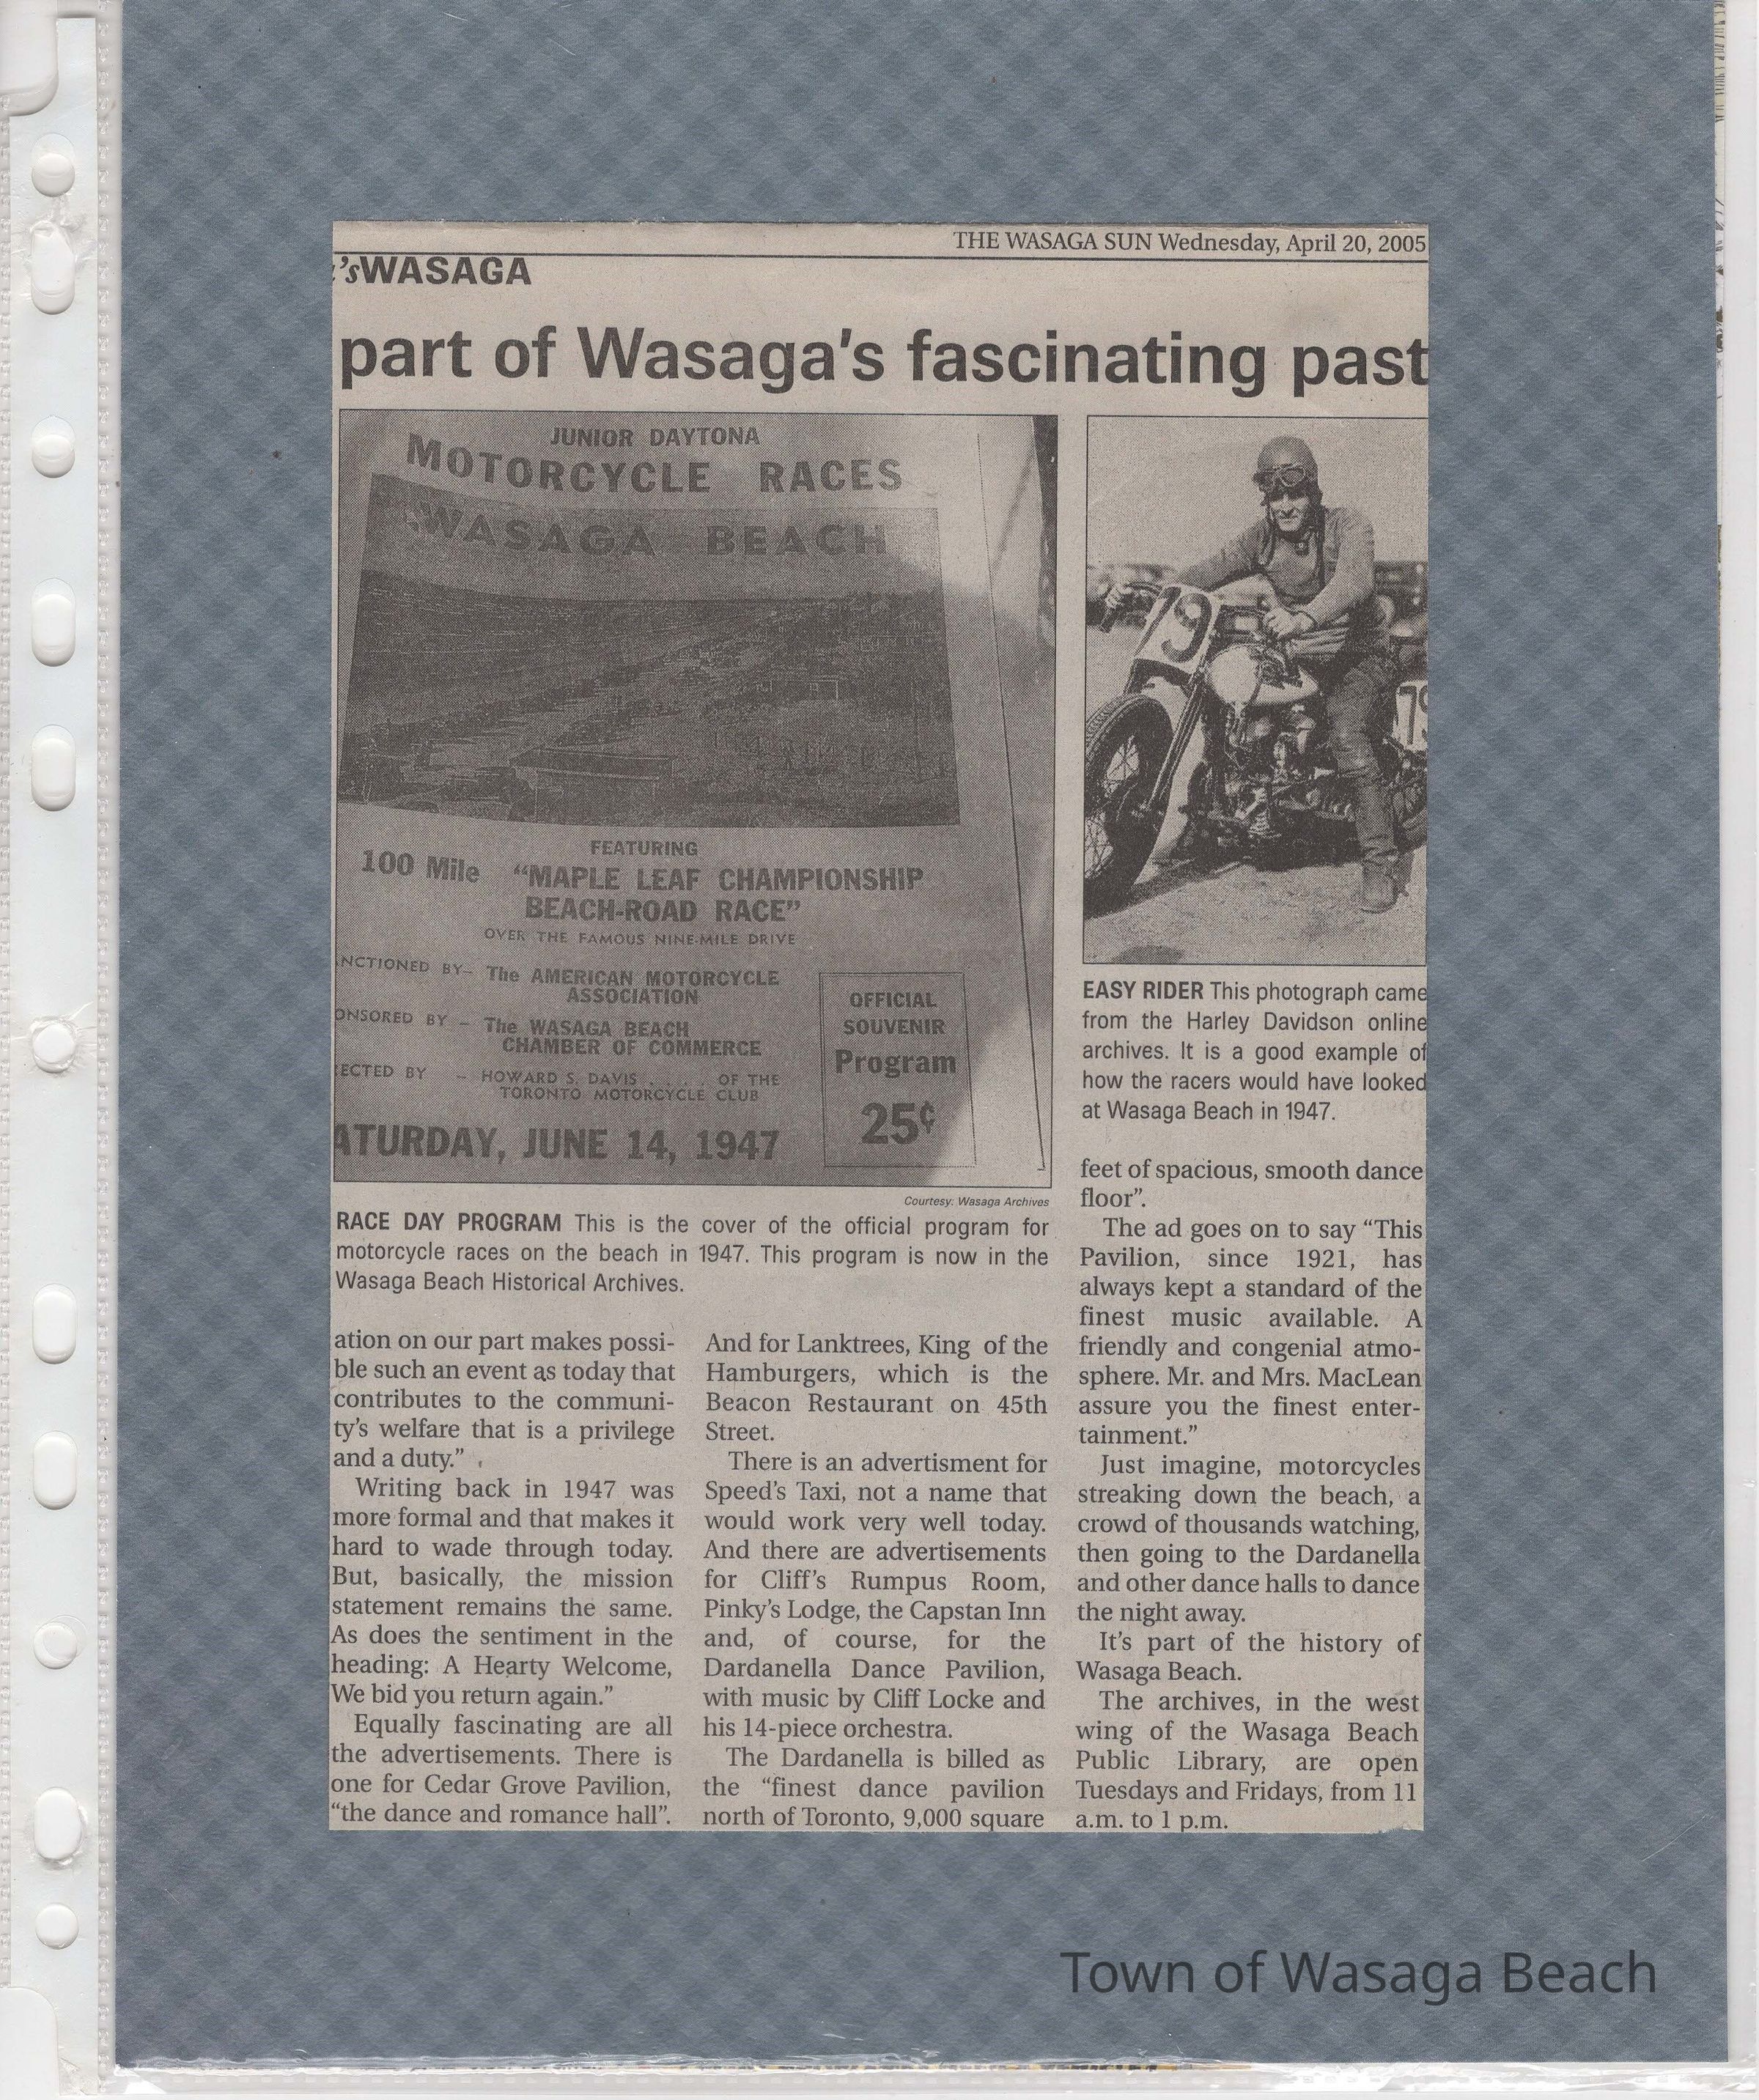 THE WASAGA SUN Wednesday, April 20, 2005
’sWASAGA
part of Wasaga’s fascinating past
JUNIOR DAYTONA
MOTORCYCLE RACES
WASAGA BEACH
FEATURING
100 Mile “MAPLE LEAF CHAMPIONSHIP
BEACH-ROAD RACE”
OVER THE FAMOUS NINE-MILE DRIVE
NCTIONED BY– The AMERICAN MOTORCYCLE
ASSOCIATION
ONSORED BY – The WASAGA BEACH
CHAMBER OF COMMERCE
ECTED BY – HOWARD S. DAVIS . . . . OF THE
TORONTO MOTORCYCLE CLUB
ATURDAY, JUNE 14, 1947
OFFICIAL
SOUVENIR
Program
25¢
Courtesy: Wasaga Archives
RACE DAY PROGRAM This is the cover of the official program for
motorcycle races on the beach in 1947. This program is now in the
Wasaga Beach Historical Archives.
79
79
EASY RIDER This photograph came
from the Harley Davidson online
archives. It is a good example of
how the racers would have looked
at Wasaga Beach in 1947.
ation on our part makes possi-
ble such an event as today that
contributes to the communi-
ty’s welfare that is a privilege
and a duty.”
Writing back in 1947 was
more formal and that makes it
hard to wade through today.
But, basically, the mission
statement remains the same.
As does the sentiment in the
heading: A Hearty Welcome,
We bid you return again.”
Equally fascinating are all
the advertisements. There is
one for Cedar Grove Pavilion,
“the dance and romance hall”.
And for Lanktrees, King of the
Hamburgers, which is the
Beacon Restaurant on 45th
Street.
There is an advertisment for
Speed’s Taxi, not a name that
would work very well today.
And there are advertisements
for Cliff’s Rumpus Room,
Pinky’s Lodge, the Capstan Inn
and, of course, for the
Dardanella Dance Pavilion,
with music by Cliff Locke and
his 14-piece orchestra.
The Dardanella is billed as
the “finest dance pavilion
north of Toronto, 9,000 square
feet of spacious, smooth dance
floor”.
The ad goes on to say “This
Pavilion, since 1921, has
always kept a standard of the
finest music available. A
friendly and congenial atmo-
sphere. Mr. and Mrs. MacLean
assure you the finest enter-
tainment.”
Just imagine, motorcycles
streaking down the beach, a
crowd of thousands watching,
then going to the Dardanella
and other dance halls to dance
the night away.
It’s part of the history of
Wasaga Beach.
The archives, in the west
wing of the Wasaga Beach
Public Library, are open
Tuesdays and Fridays, from 11
a.m. to 1 p.m.
Town of Wasaga Beach